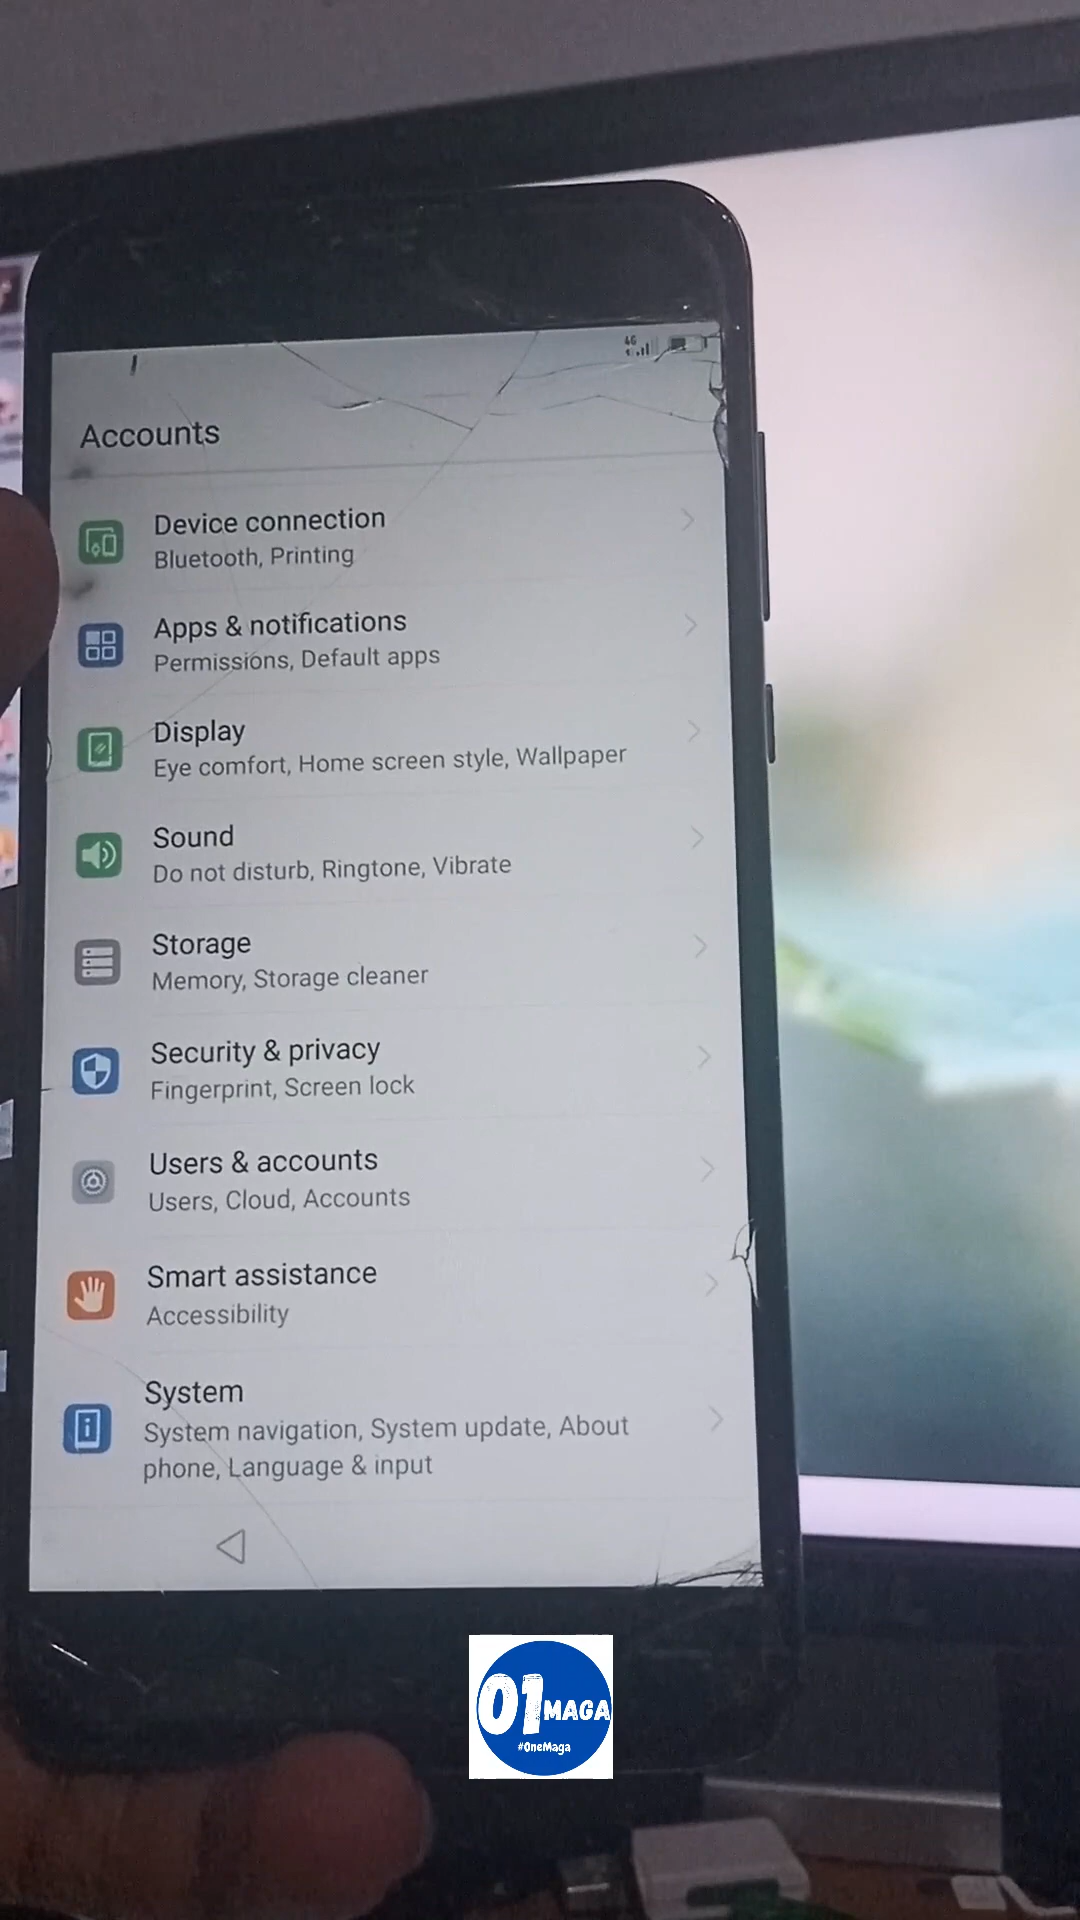 4G
Accounts
Device connection
Bluetooth, Printing
Apps & notifications
Permissions, Default apps
Display
Eye comfort, Home screen style, Wallpaper
Sound
Do not disturb, Ringtone, Vibrate
Storage
Memory, Storage cleaner
Security & privacy
Fingerprint, Screen lock
Users & accounts
Users, Cloud, Accounts
Smart assistance
Accessibility
System
System navigation, System update, About
phone, Language & input
01MAGA
#OneMaga